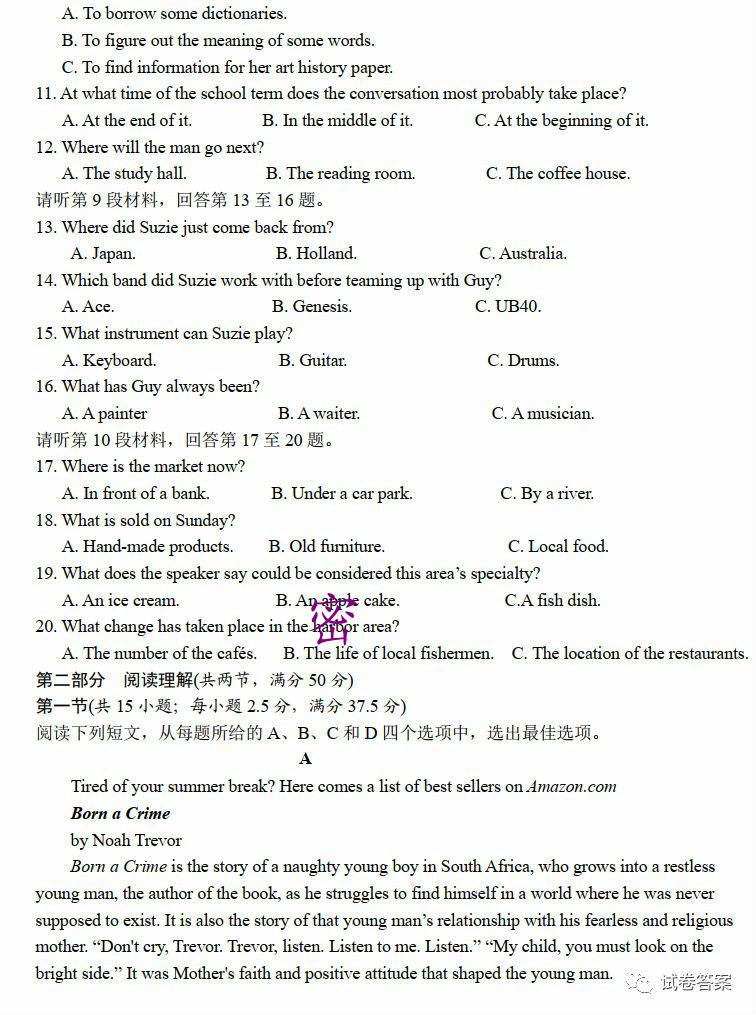 A. To borrow some dictionaries.
B. To figure out the meaning of some words.
C. To find information for her art history paper.
11. At what time of the school term does the conversation most probably take place?
A. At the end of it. B. In the middle of it. C. At the beginning of it.
12. Where will the man go next?
A. The study hall. B. The reading room. C. The coffee house.
请听第 9 段材料，回答第 13 至 16 题。
13. Where did Suzie just come back from?
A. Japan. B. Holland. C. Australia.
14. Which band did Suzie work with before teaming up with Guy?
A. Ace. B. Genesis. C. UB40.
15. What instrument can Suzie play?
A. Keyboard. B. Guitar. C. Drums.
16. What has Guy always been?
A. A painter B. A waiter. C. A musician.
请听第 10 段材料，回答第 17 至 20 题。
17. Where is the market now?
A. In front of a bank. B. Under a car park. C. By a river.
18. What is sold on Sunday?
A. Hand-made products. B. Old furniture. C. Local food.
19. What does the speaker say could be considered this area's specialty?
A. An ice cream. B. An apple cake. C.A fish dish.
密
20. What change has taken place in the harbor area?
A. The number of the cafés. B. The life of local fishermen. C. The location of the restaurants.
第二部分 阅读理解(共两节，满分 50 分)
第一节(共 15 小题；每小题 2.5 分，满分 37.5 分)
阅读下列短文，从每题所给的 A、B、C 和 D 四个选项中，选出最佳选项。
A
Tired of your summer break? Here comes a list of best sellers on Amazon.com
Born a Crime
by Noah Trevor
Born a Crime is the story of a naughty young boy in South Africa, who grows into a restless
young man, the author of the book, as he struggles to find himself in a world where he was never
supposed to exist. It is also the story of that young man's relationship with his fearless and religious
mother. “Don't cry, Trevor. Trevor, listen. Listen to me. Listen.” “My child, you must look on the
bright side.” It was Mother's faith and positive attitude that shaped the young man.
试卷答案